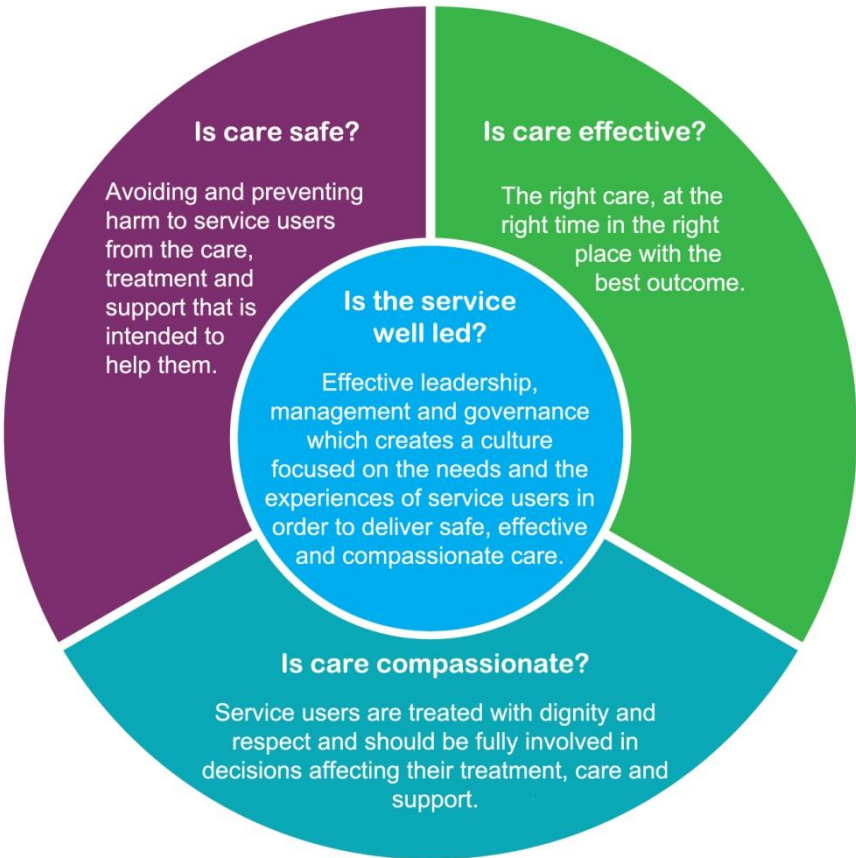 Is care safe?
Avoiding and preventing
harm to service users
from the care,
treatment and
support that is
intended to
help them.
Is care effective?
The right care, at the
right time in the right
place with the
best outcome.
Is the service
well led?
Effective leadership,
management and governance
which creates a culture
focused on the needs and the
experiences of service users in
order to deliver safe, effective
and compassionate care.
Is care compassionate?
Service users are treated with dignity and
respect and should be fully involved in
decisions affecting their treatment, care and
support.